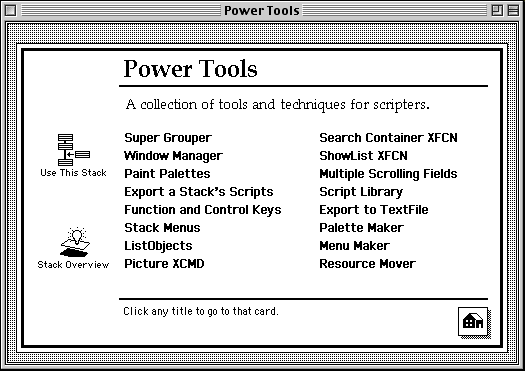 Power Tools
Power Tools
A collection of tools and techniques for scripters.
Use This Stack
Stack Overview
Super Grouper
Window Manager
Paint Palettes
Export a Stack's Scripts
Function and Control Keys
Stack Menus
ListObjects
Picture XCMD
Search Container XFCN
ShowList XFCN
Multiple Scrolling Fields
Script Library
Export to TextFile
Palette Maker
Menu Maker
Resource Mover
Click any title to go to that card.